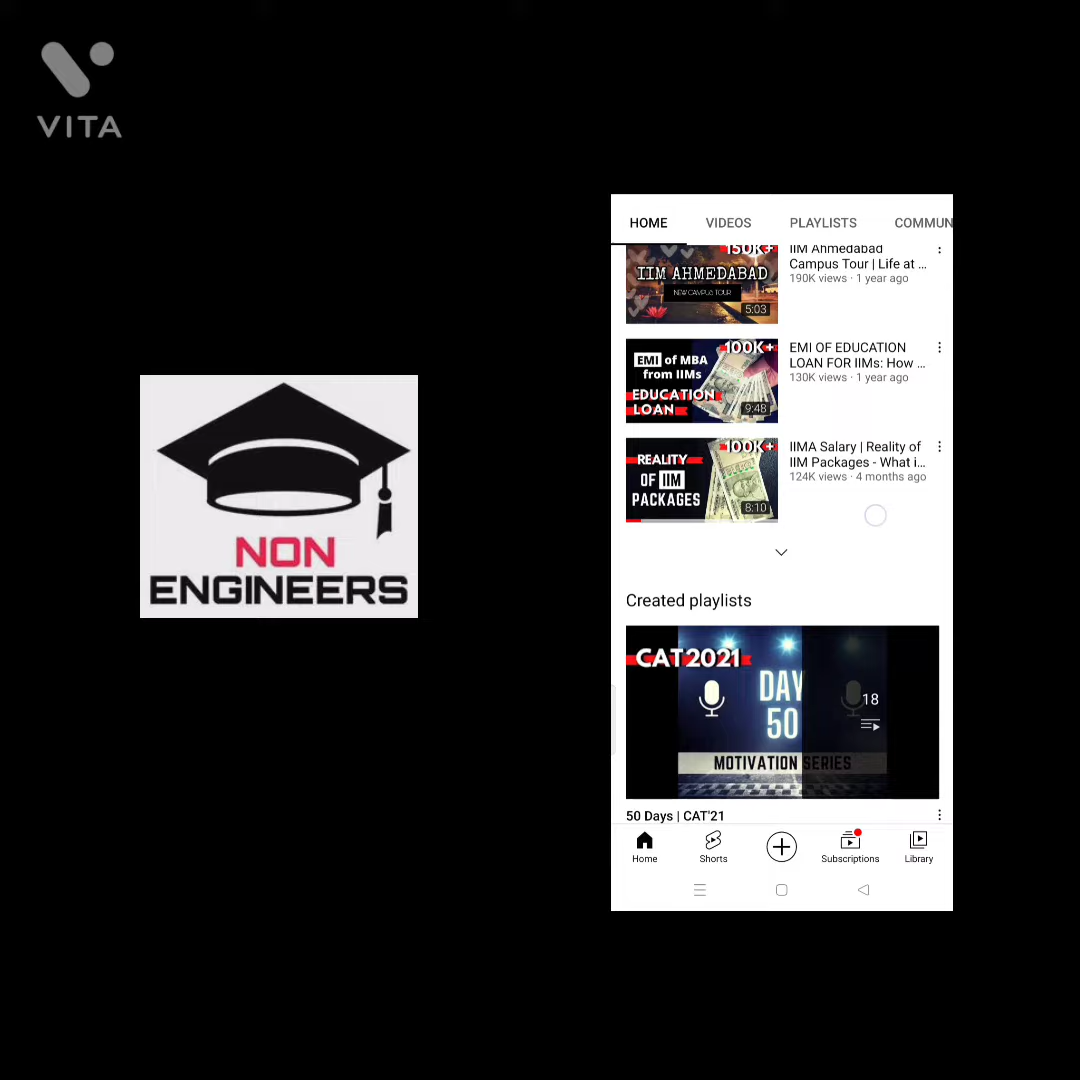 VITA
NON
ENGINEERS
HOME VIDEOS PLAYLISTS COMMUN
150K+
IIM AHMEDABAD
NEW CAMPUS TOUR
5:03
IIM Ahmedabad
Campus Tour | Life at ...
190K views · 1 year ago
100K+
EMI of MBA
from IIMs
EDUCATION
LOAN
9:48
EMI OF EDUCATION
LOAN FOR IIMs: How ...
130K views · 1 year ago
100K+
REALITY
OF IIM
PACKAGES
8:10
IIMA Salary | Reality of
IIM Packages - What i...
124K views · 4 months ago
Created playlists
CAT2021
DAY
50
18
MOTIVATION SERIES
50 Days | CAT'21
Home Shorts Subscriptions Library